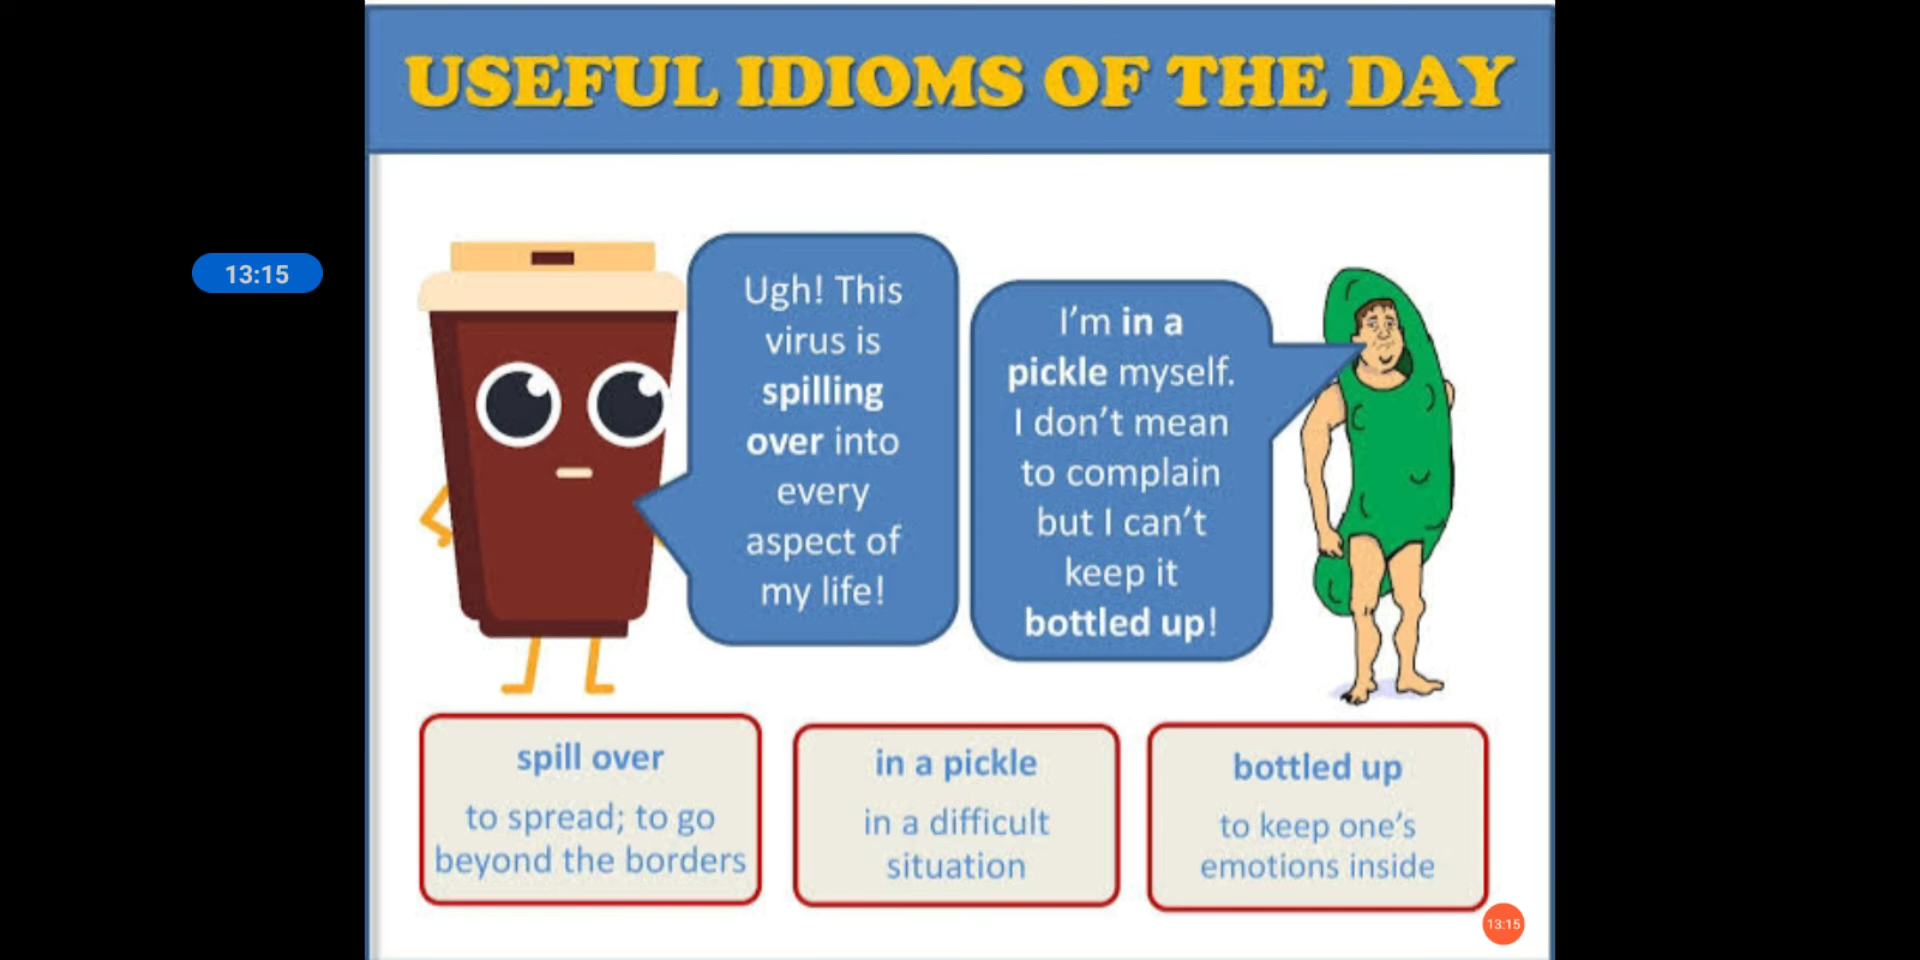 USEFUL IDIOMS OF THE DAY
13:15
Ugh! This
virus is
spilling
over into
every
aspect of
my life!
I’m in a
pickle myself.
I don’t mean
to complain
but I can’t
keep it
bottled up!
spill over
to spread; to go
beyond the borders
in a pickle
in a difficult
situation
bottled up
to keep one’s
emotions inside
13:15